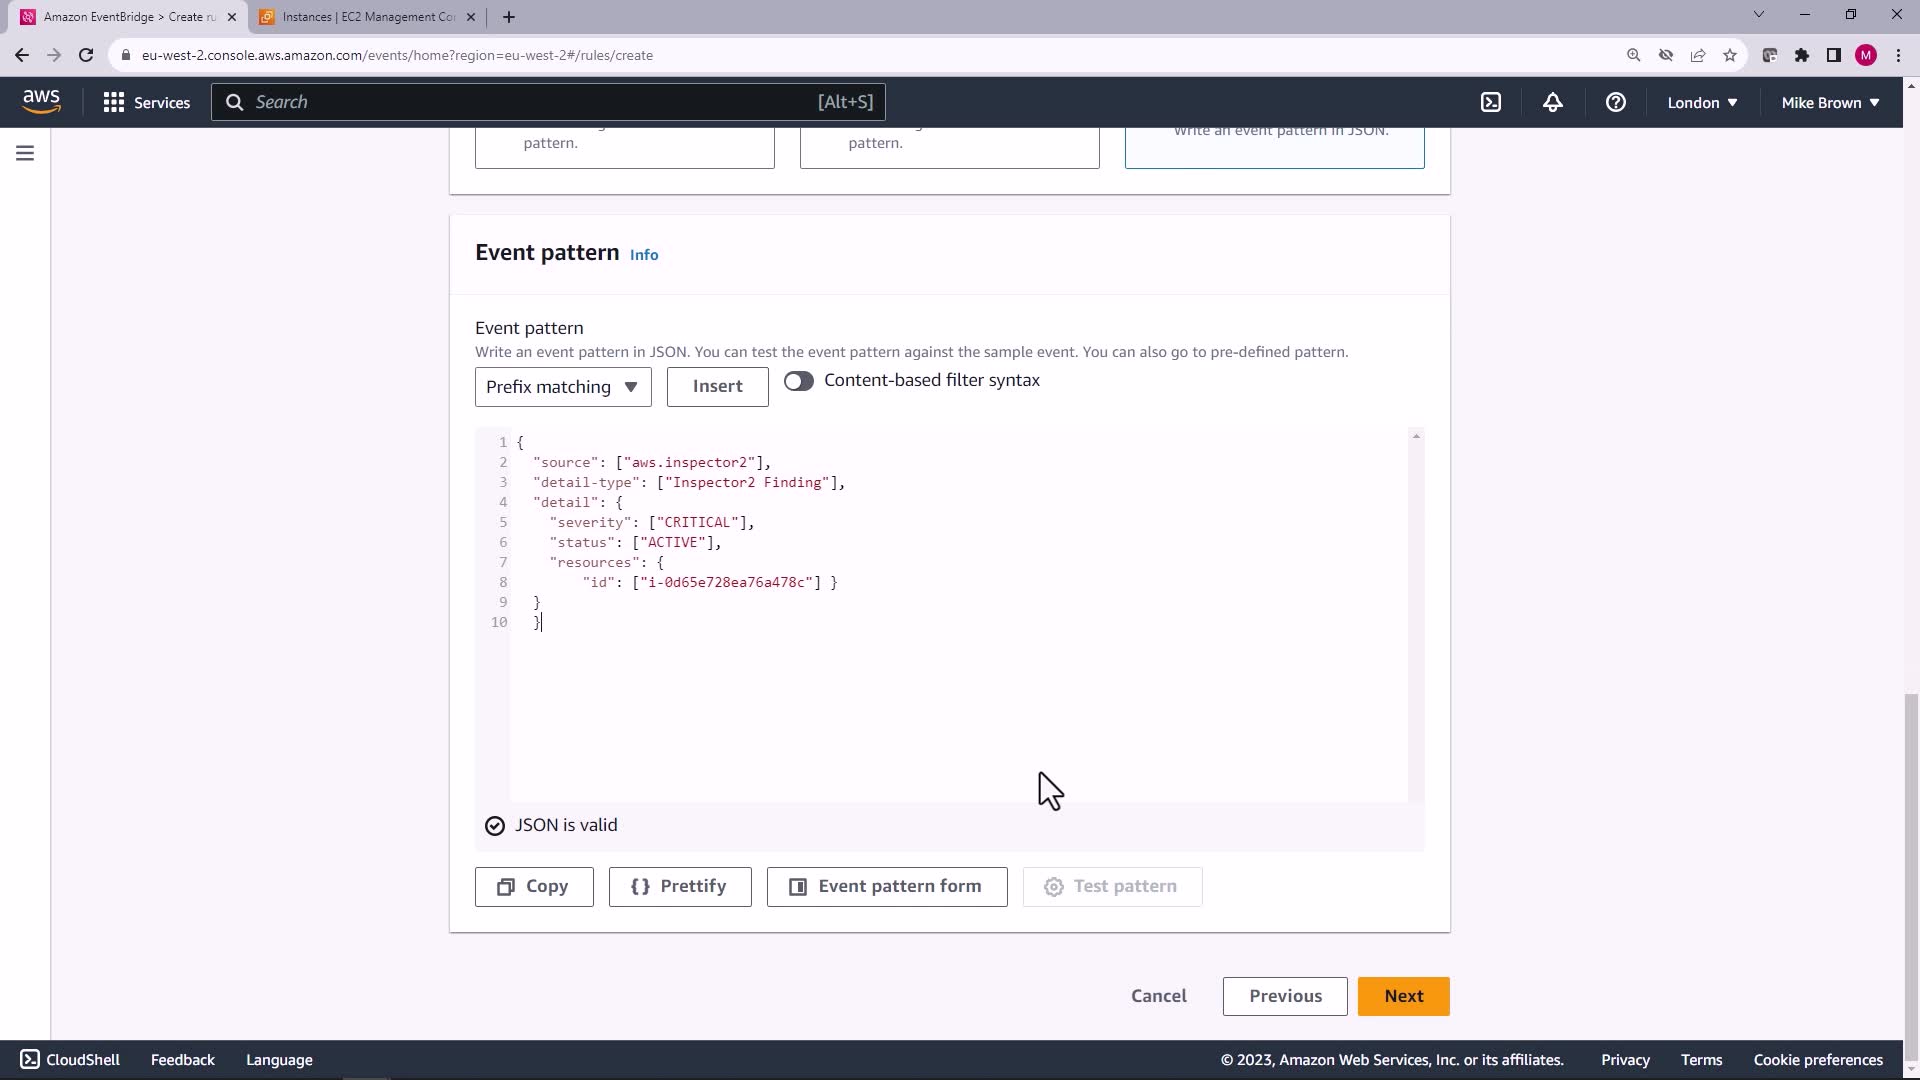 Amazon EventBridge > Create ru
Instances | EC2 Management Co
eu-west-2.console.aws.amazon.com/events/home?region=eu-west-2#/rules/create
M
aws
Services
Search
[Alt+S]
London
Mike Brown
pattern.
pattern.
Write an event pattern in JSON.
Event pattern Info
Event pattern
Write an event pattern in JSON. You can test the event pattern against the sample event. You can also go to pre-defined pattern.
Prefix matching
Insert
Content-based filter syntax
1 {
2 "source": ["aws.inspector2"],
3 "detail-type": ["Inspector2 Finding"],
4 "detail": {
5 "severity": ["CRITICAL"],
6 "status": ["ACTIVE"],
7 "resources": {
8 "id": ["i-0d65e728ea76a478c"] }
9 }
10 }
JSON is valid
Copy
{} Prettify
Event pattern form
Test pattern
Cancel
Previous
Next
CloudShell
Feedback
Language
© 2023, Amazon Web Services, Inc. or its affiliates.
Privacy
Terms
Cookie preferences